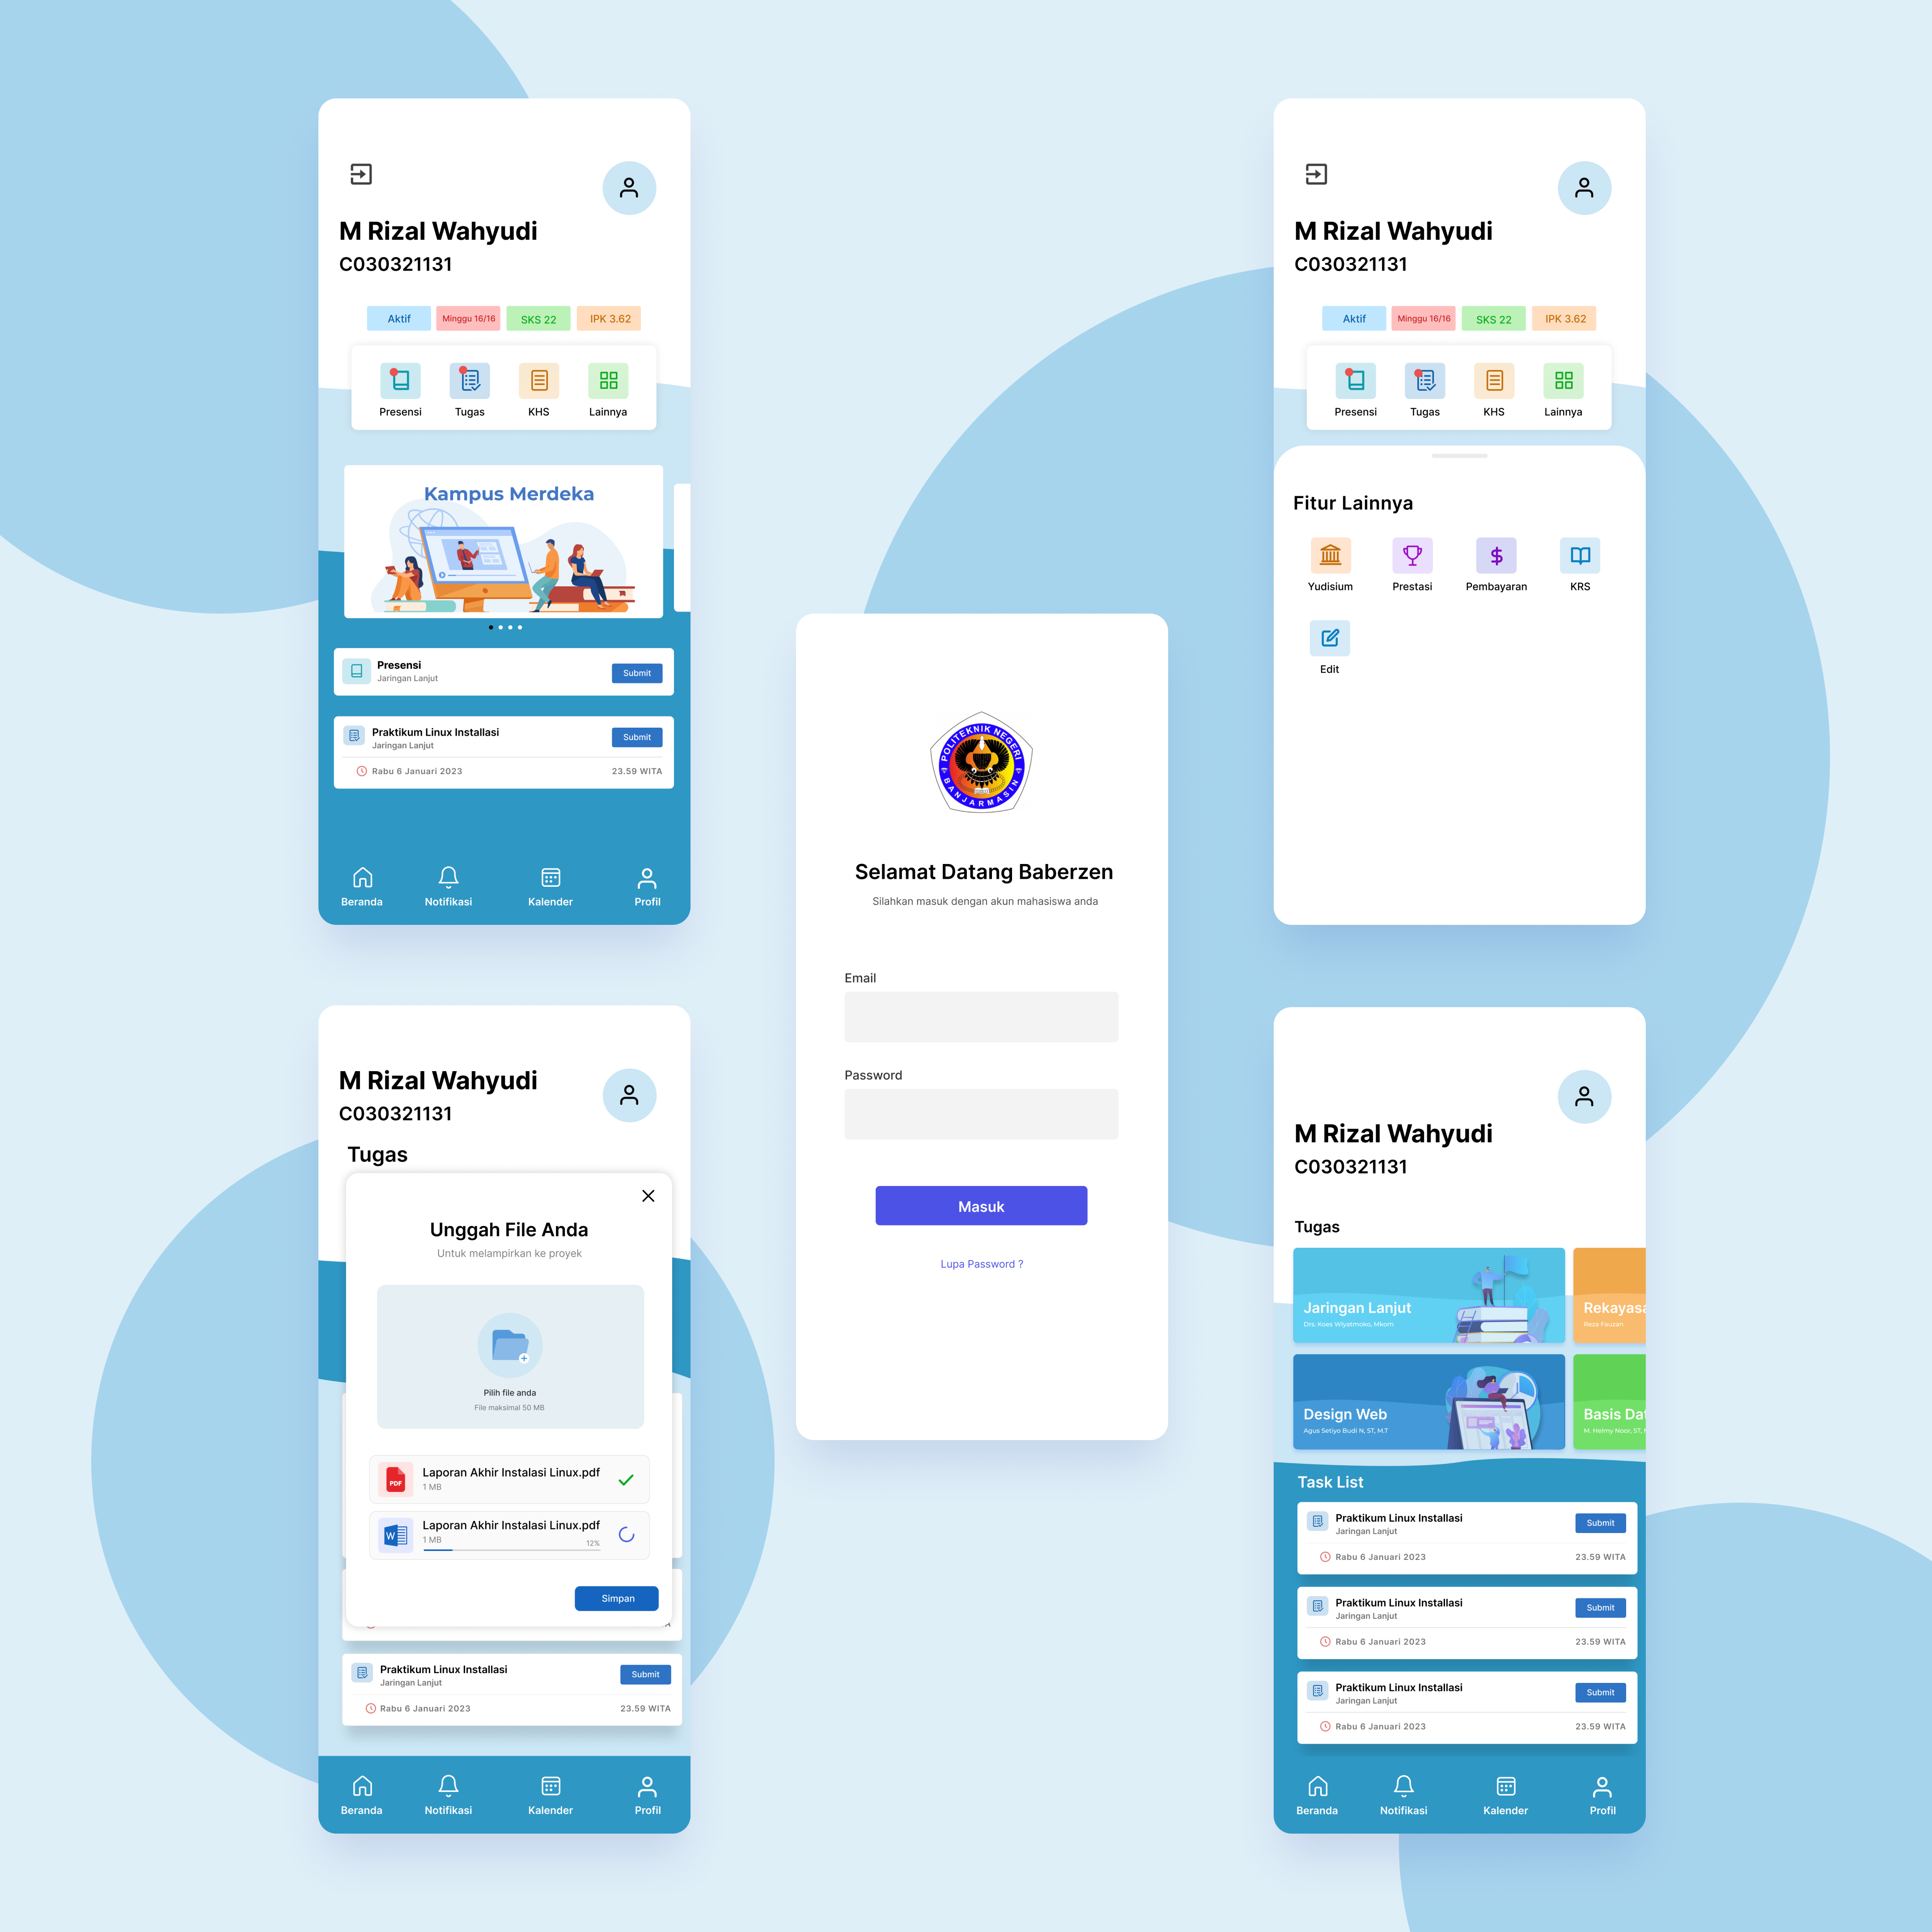 M Rizal Wahyudi
C030321131
Aktif
Minggu 16/16
SKS 22
IPK 3.62
Presensi
Tugas
KHS
Lainnya
Kampus Merdeka
Presensi
Jaringan Lanjut
Submit
Praktikum Linux Installasi
Jaringan Lanjut
Submit
Rabu 6 Januari 2023
23.59 WITA
Beranda
Notifikasi
Kalender
Profil
M Rizal Wahyudi
C030321131
Aktif
Minggu 16/16
SKS 22
IPK 3.62
Presensi
Tugas
KHS
Lainnya
Fitur Lainnya
Yudisium
Prestasi
Pembayaran
KRS
Edit
POLITEKNIK NEGERI
BANJARMASIN
Selamat Datang Baberzen
Silahkan masuk dengan akun mahasiswa anda
Email
Password
Masuk
Lupa Password ?
M Rizal Wahyudi
C030321131
Tugas
Unggah File Anda
Untuk melampirkan ke proyek
Pilih file anda
File maksimal 50 MB
PDF
Laporan Akhir Instalasi Linux.pdf
1 MB
W
Laporan Akhir Instalasi Linux.pdf
1 MB
12%
Simpan
Praktikum Linux Installasi
Jaringan Lanjut
Submit
Rabu 6 Januari 2023
23.59 WITA
Beranda
Notifikasi
Kalender
Profil
M Rizal Wahyudi
C030321131
Tugas
Jaringan Lanjut
Drs. Koes Wiyatmoko, Mkom
Rekayasa
Reza Fauzan
Design Web
Agus Setiyo Budi N, ST, M.T
Basis Dat
M. Helmy Noor, ST,
Task List
Praktikum Linux Installasi
Jaringan Lanjut
Submit
Rabu 6 Januari 2023
23.59 WITA
Praktikum Linux Installasi
Jaringan Lanjut
Submit
Rabu 6 Januari 2023
23.59 WITA
Praktikum Linux Installasi
Jaringan Lanjut
Submit
Rabu 6 Januari 2023
23.59 WITA
Beranda
Notifikasi
Kalender
Profil